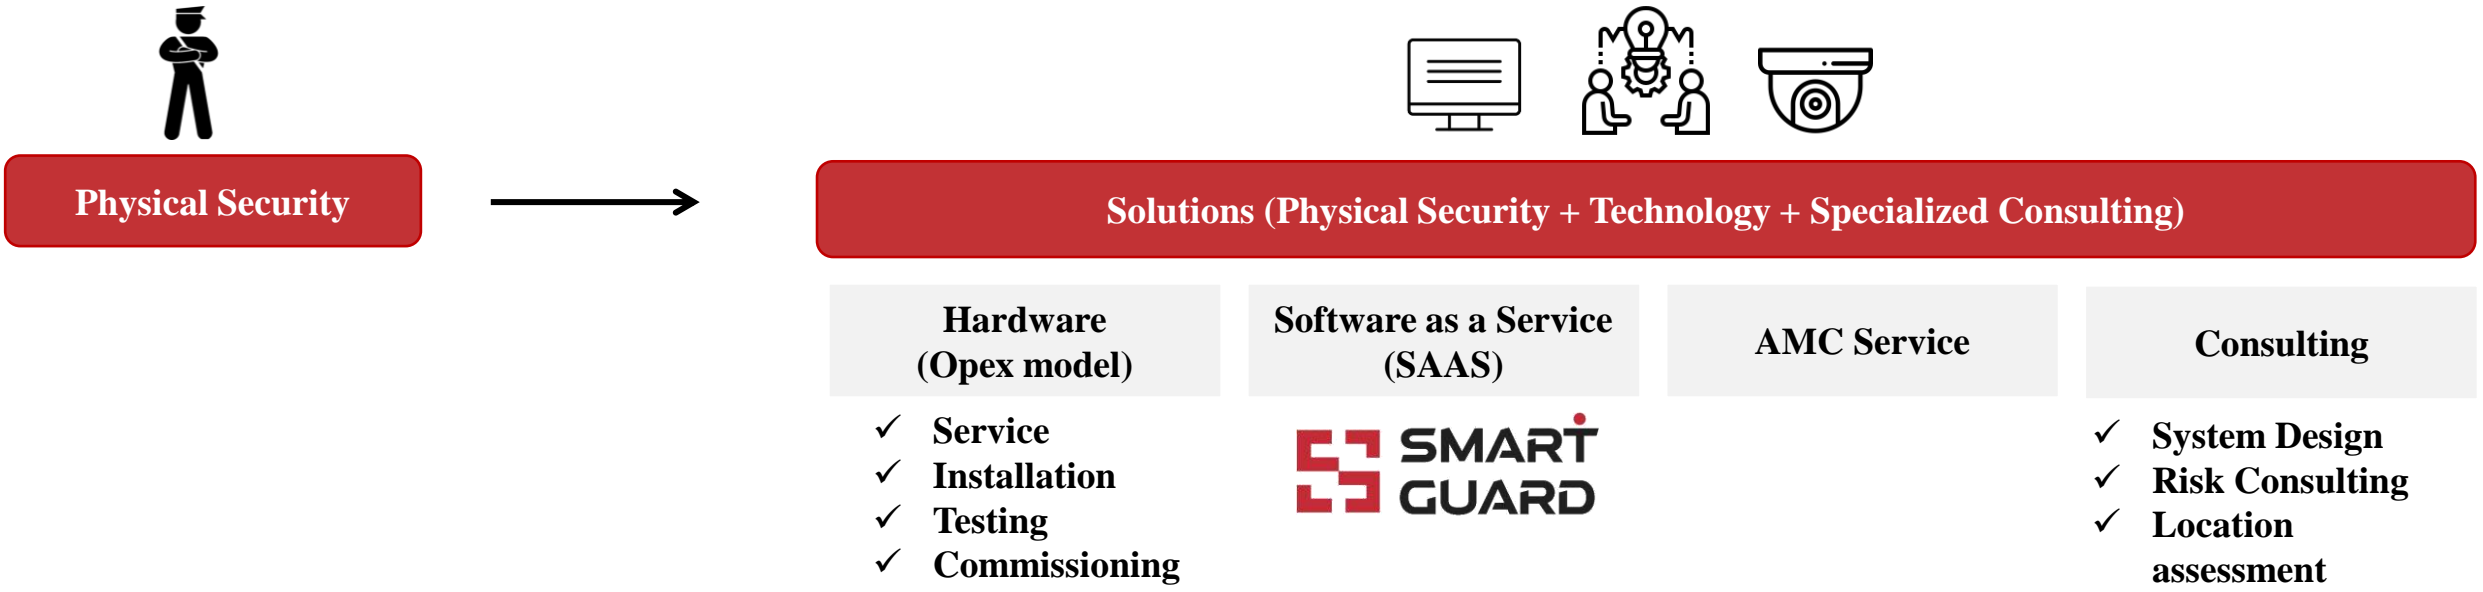 Physical Security
Solutions (Physical Security + Technology + Specialized Consulting)
Hardware
(Opex model)
✓ Service
✓ Installation
✓ Testing
✓ Commissioning
Software as a Service
(SAAS)
SMART
GUARD
AMC Service
Consulting
✓ System Design
✓ Risk Consulting
✓ Location
assessment